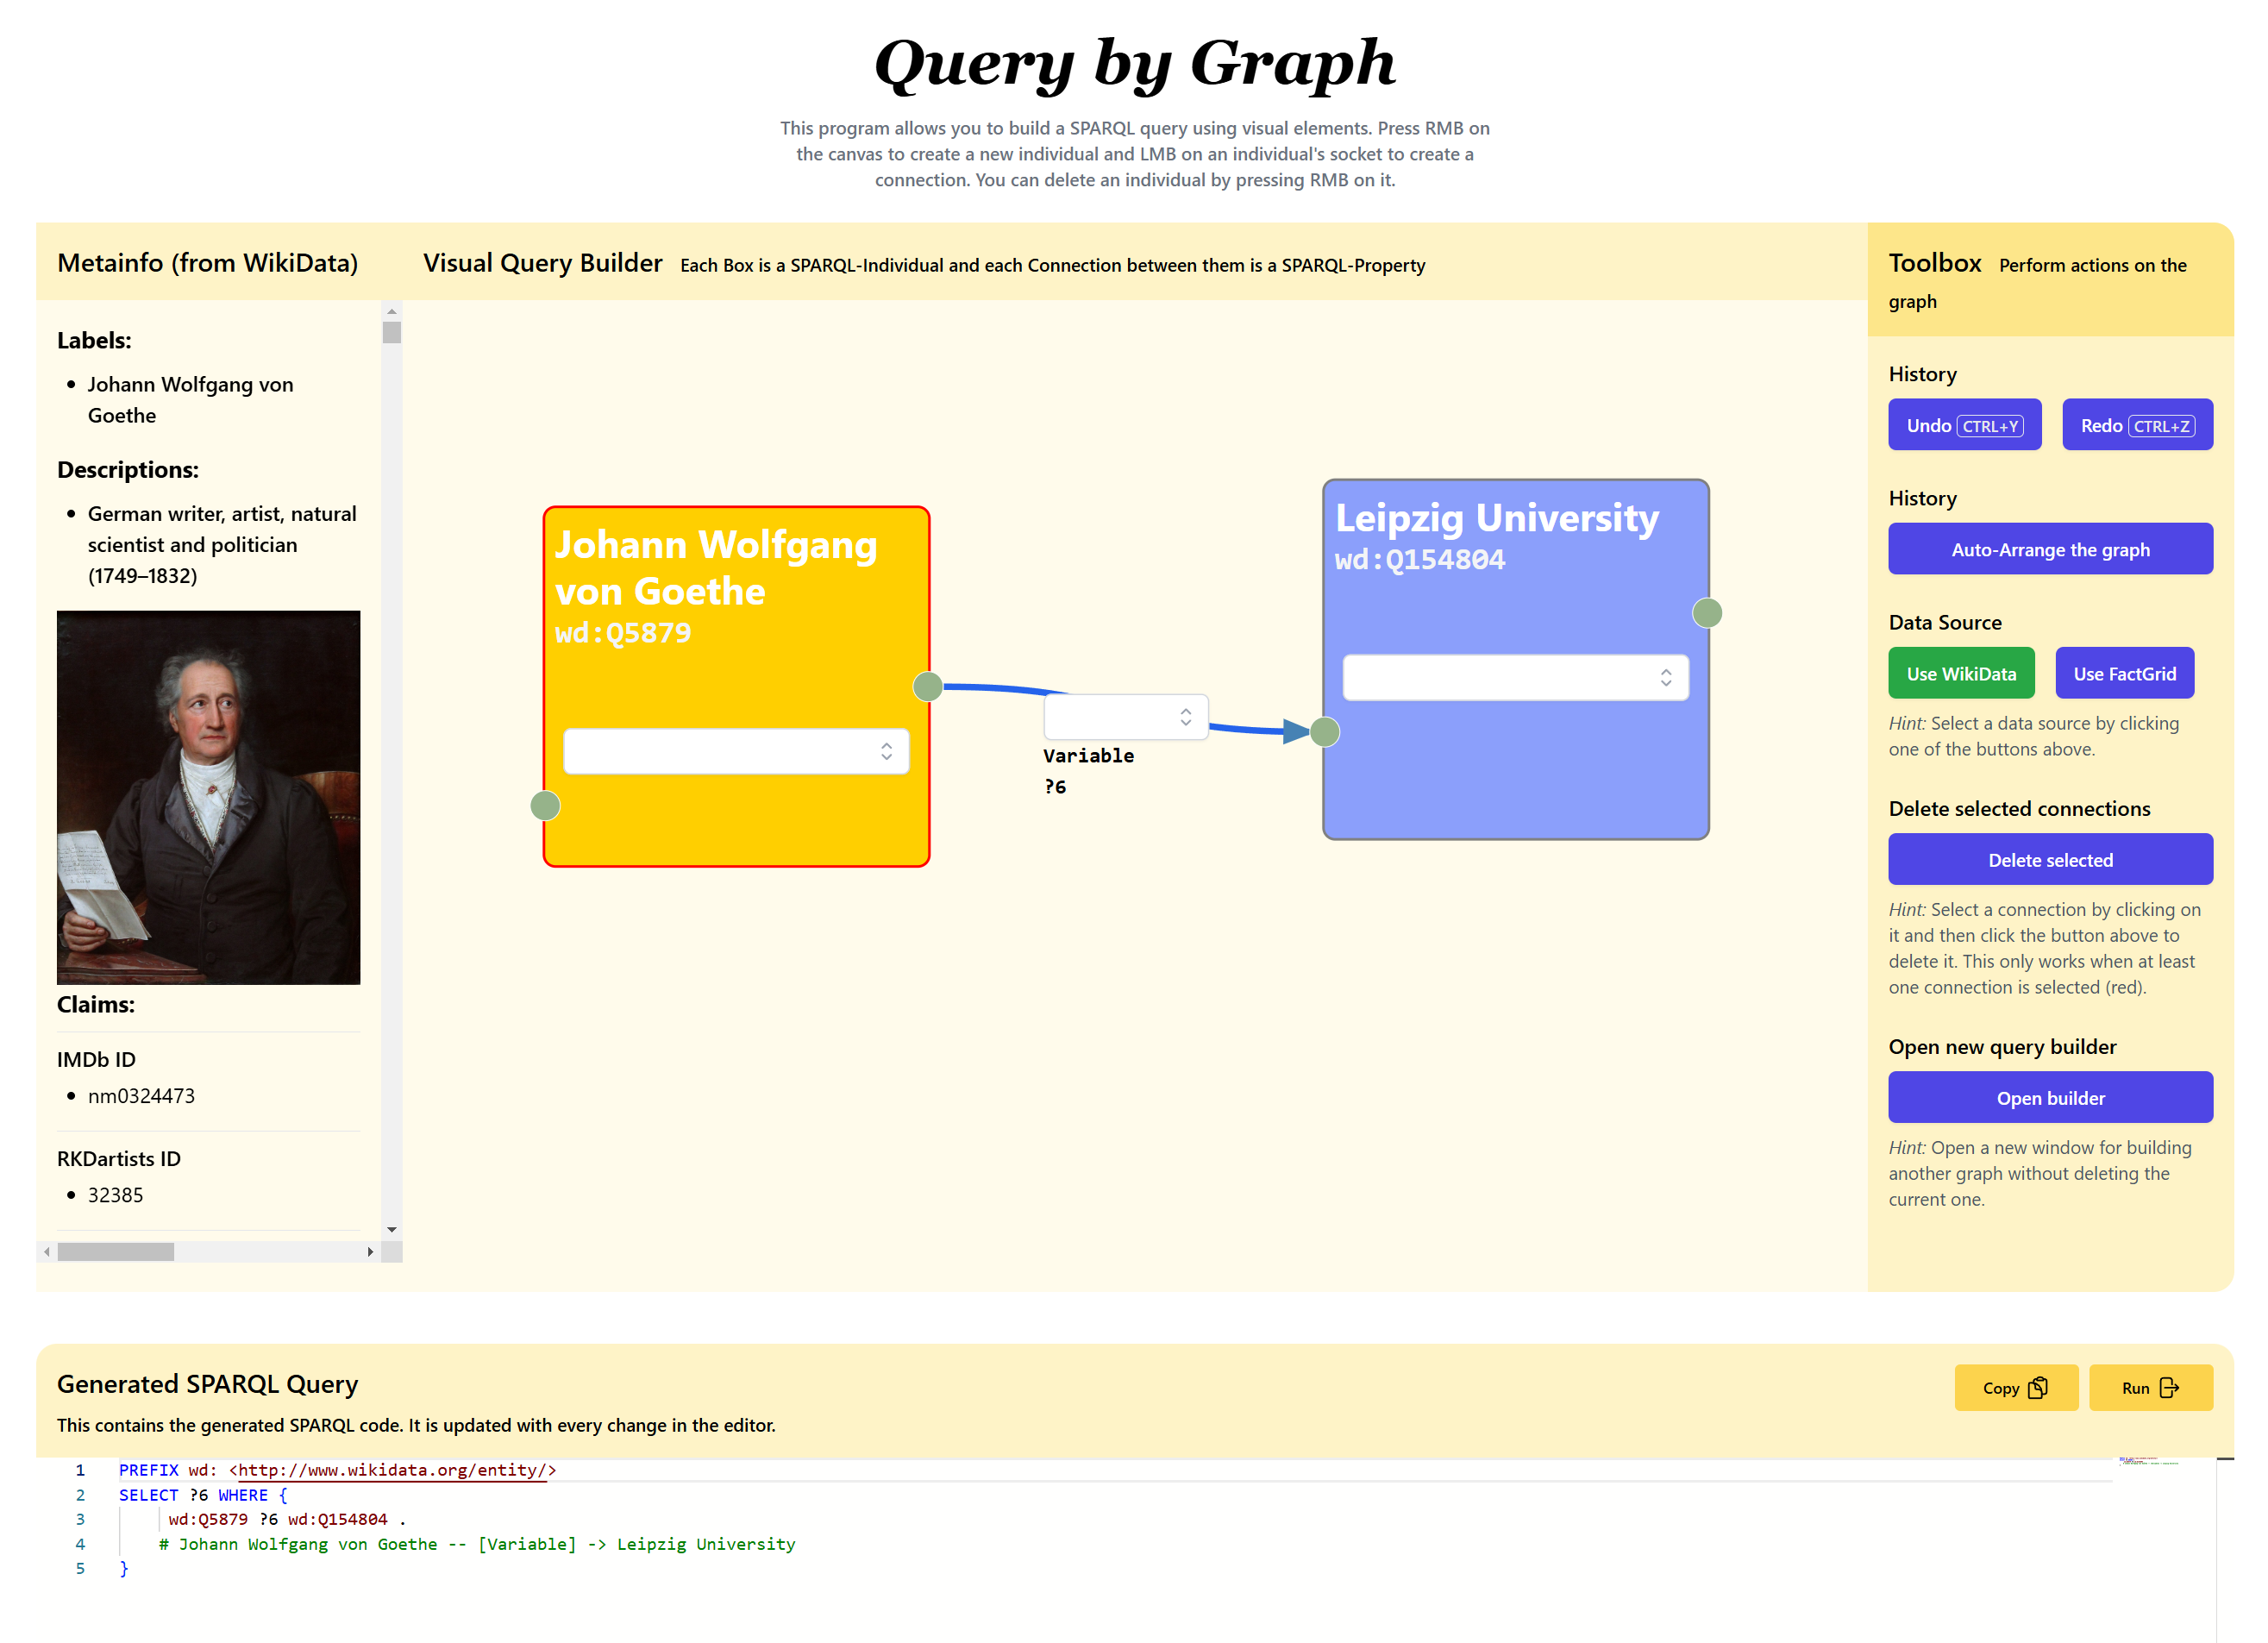 Query by Graph
This program allows you to build a SPARQL query using visual elements. Press RMB on
the canvas to create a new individual and LMB on an individual's socket to create a
connection. You can delete an individual by pressing RMB on it.
Metainfo (from WikiData)
Labels:
Johann Wolfgang von
Goethe
Descriptions:
German writer, artist, natural
scientist and politician
(1749–1832)
Claims:
IMDb ID
nm0324473
RKDartists ID
32385
Visual Query Builder Each Box is a SPARQL-Individual and each Connection between them is a SPARQL-Property
Johann Wolfgang
von Goethe
wd:Q5879
Variable
?6
Leipzig University
wd:Q154804
Toolbox Perform actions on the
graph
History
Undo CTRL+Y Redo CTRL+Z
History
Auto-Arrange the graph
Data Source
Use WikiData Use FactGrid
Hint: Select a data source by clicking
one of the buttons above.
Delete selected connections
Delete selected
Hint: Select a connection by clicking on
it and then click the button above to
delete it. This only works when at least
one connection is selected (red).
Open new query builder
Open builder
Hint: Open a new window for building
another graph without deleting the
current one.
Generated SPARQL Query
This contains the generated SPARQL code. It is updated with every change in the editor.
Copy Run
1 PREFIX wd: <http://www.wikidata.org/entity/>
2 SELECT ?6 WHERE {
3 wd:Q5879 ?6 wd:Q154804 .
4 # Johann Wolfgang von Goethe -- [Variable] -> Leipzig University
5 }